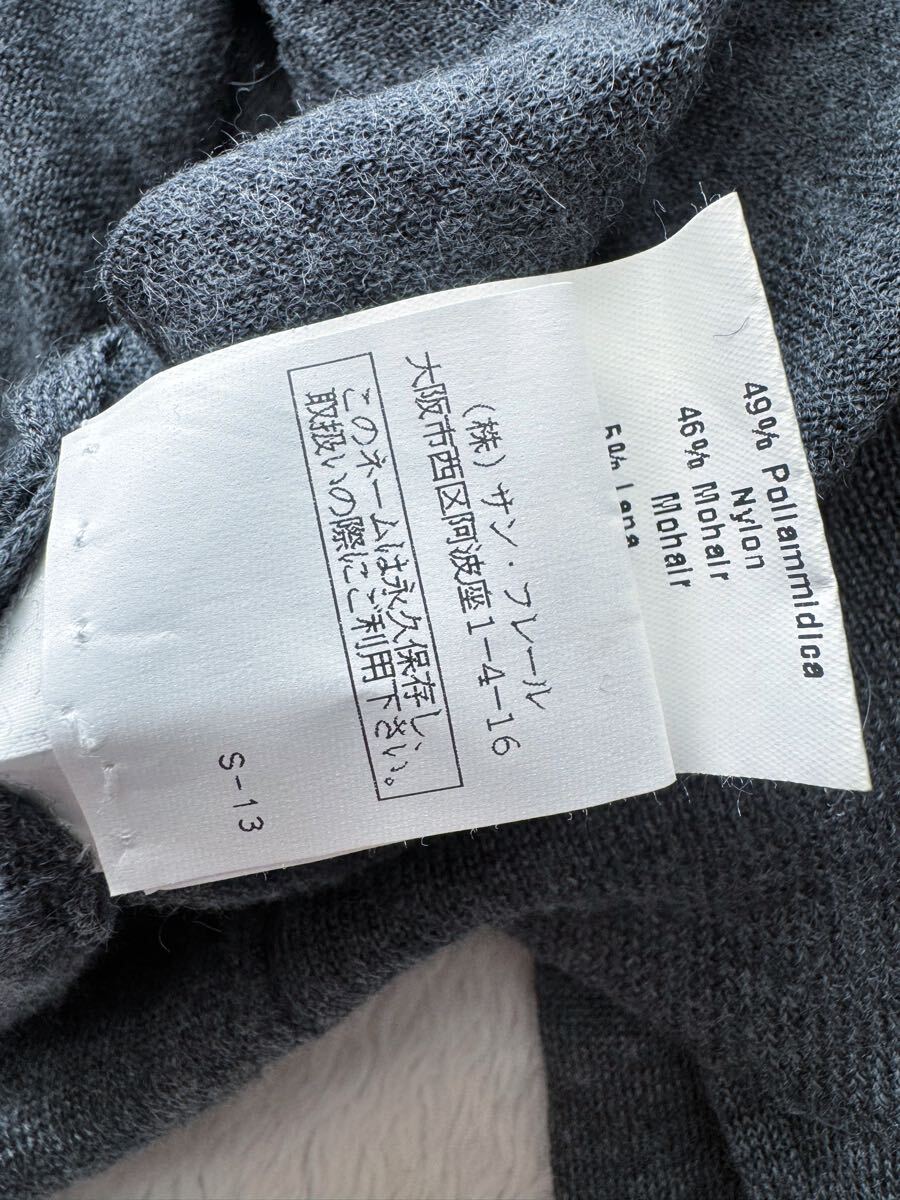 49% Pollammidica
Nylon
46% Mohair
Mohair
5% Lana
(株)サン・フレール
大阪市西区阿波座1-4-16
このネームは永久保存し、
取扱いの際にご利用下さい。
S-13